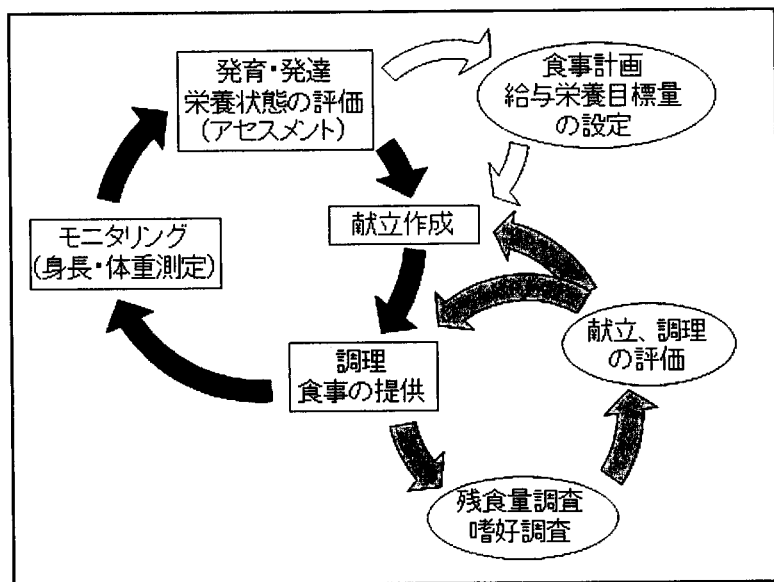 発育・発達
栄養状態の評価
(アセスメント)
食事計画
給与栄養目標量
の設定
献立作成
モニタリング
(身長・体重測定)
献立、調理
の評価
調理
食事の提供
残食量調査
嗜好調査